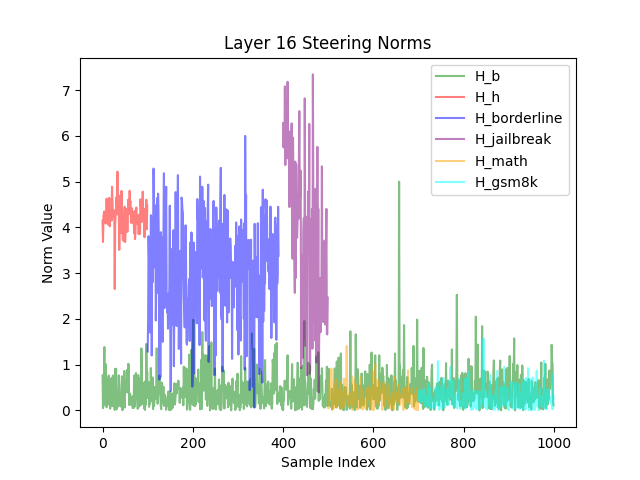 Layer 16 Steering Norms
H_b
H_h
H_borderline
H_jailbreak
H_math
H_gsm8k
Norm Value
7
6
5
4
3
2
1
0
0 200 400 600 800 1000
Sample Index